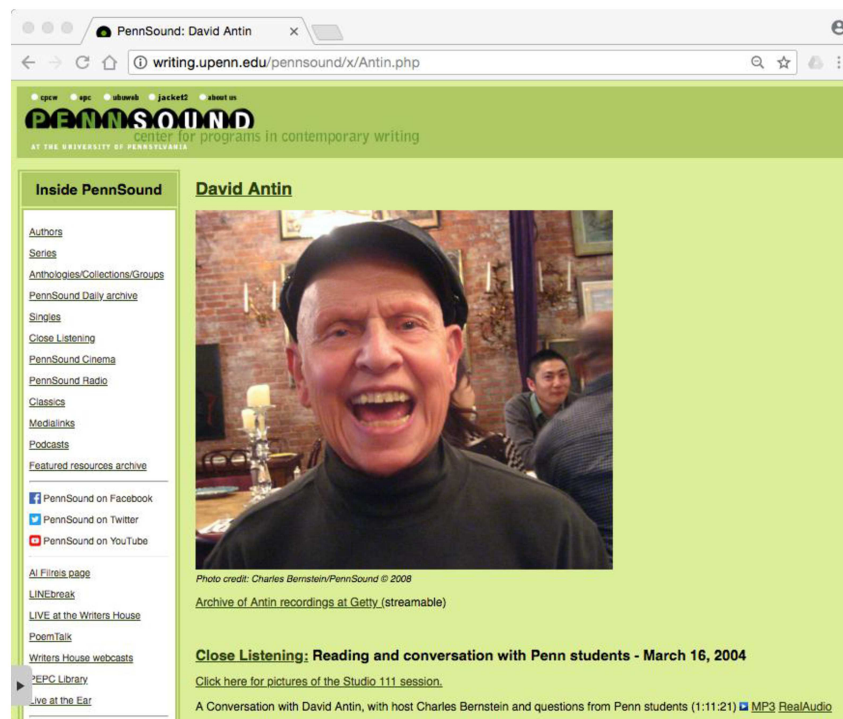 PennSound: David Antin
writing.upenn.edu/pennsound/x/Antin.php
cpcw epc ubuweb jacket2 about us
PENNSOUND
center for programs in contemporary writing
AT THE UNIVERSITY OF PENNSYLVANIA
Inside PennSound
Authors
Series
Anthologies/Collections/Groups
PennSound Daily archive
Singles
Close Listening
PennSound Cinema
PennSound Radio
Classics
Medialinks
Podcasts
Featured resources archive
PennSound on Facebook
PennSound on Twitter
PennSound on YouTube
Al Filreis page
LINEbreak
LIVE at the Writers House
PoemTalk
Writers House webcasts
PEPC Library
Live at the Ear
David Antin
Photo credit: Charles Bernstein/PennSound © 2008
Archive of Antin recordings at Getty (streamable)
Close Listening: Reading and conversation with Penn students - March 16, 2004
Click here for pictures of the Studio 111 session.
A Conversation with David Antin, with host Charles Bernstein and questions from Penn students (1:11:21) MP3 RealAudio